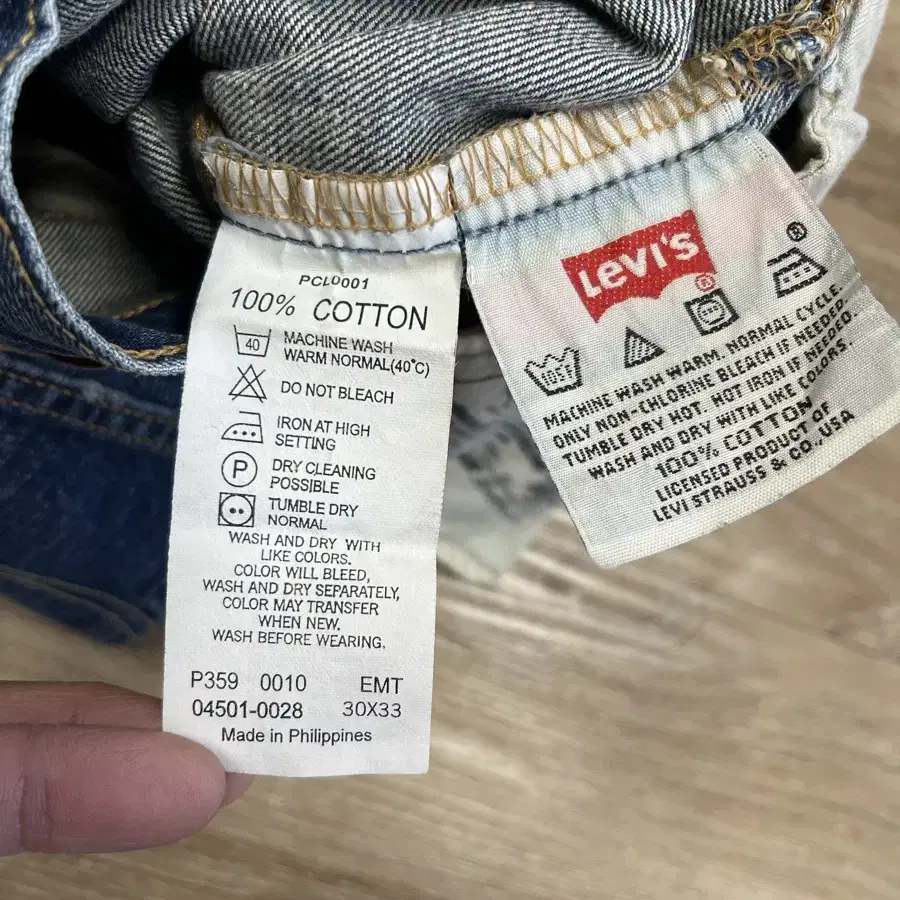 PCL0001
100% COTTON
40
MACHINE WASH
WARM NORMAL(40°C)
DO NOT BLEACH
IRON AT HIGH
SETTING
P
DRY CLEANING
POSSIBLE
TUMBLE DRY
NORMAL
WASH AND DRY WITH
LIKE COLORS.
COLOR WILL BLEED,
WASH AND DRY SEPARATELY,
COLOR MAY TRANSFER
WHEN NEW.
WASH BEFORE WEARING.
P359 0010 EMT
04501-0028 30X33
Made in Philippines
LEVI'S
®
®
MACHINE WASH WARM. NORMAL CYCLE.
ONLY NON-CHLORINE BLEACH IF NEEDED.
TUMBLE DRY HOT. HOT IRON IF NEEDED.
WASH AND DRY WITH LIKE COLORS.
100% COTTON
LICENSED PRODUCT OF
LEVI STRAUSS & CO.,USA